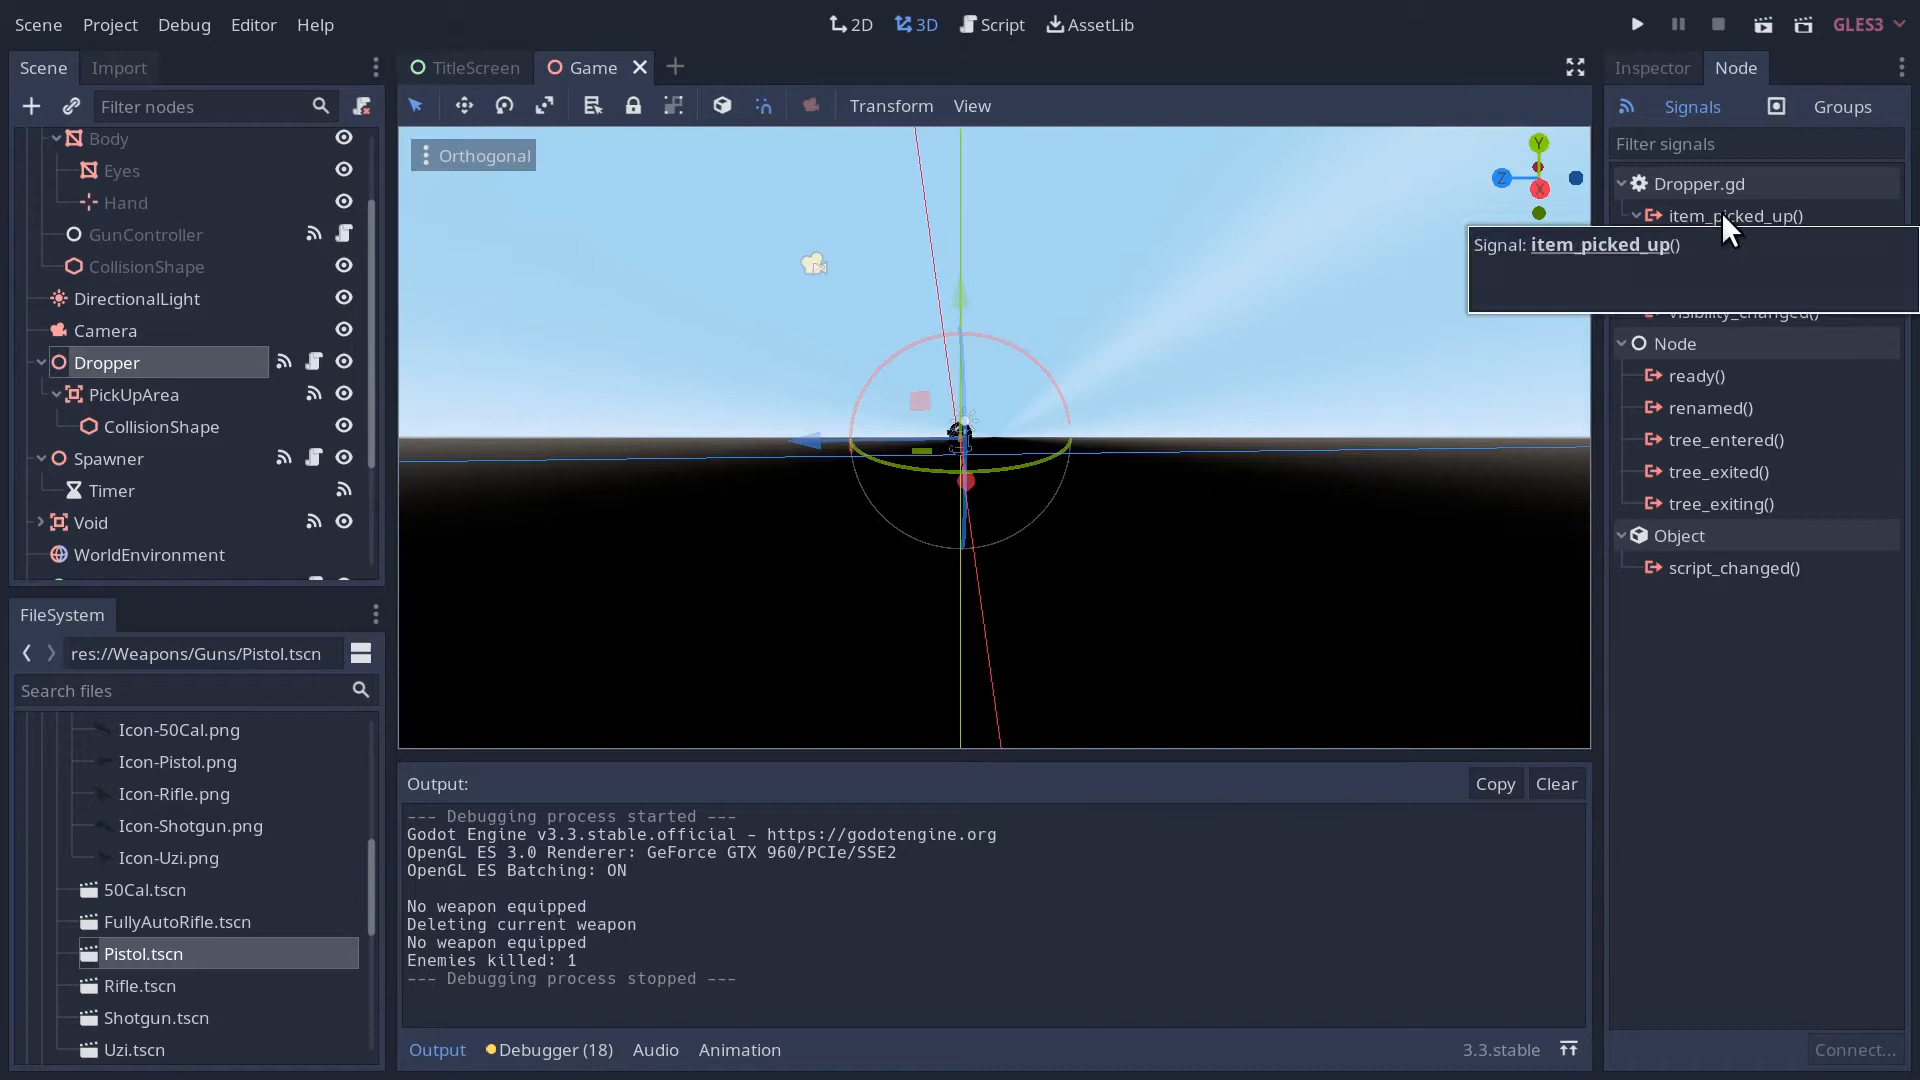 Scene Project Debug Editor Help
2D 3D Script AssetLib
GLES3
Scene Import
Filter nodes
Body
Eyes
Hand
GunController
CollisionShape
DirectionalLight
Camera
Dropper
PickUpArea
CollisionShape
Spawner
Timer
Void
WorldEnvironment
FileSystem
res://Weapons/Guns/Pistol.tscn
Search files
Icon-50Cal.png
Icon-Pistol.png
Icon-Rifle.png
Icon-Shotgun.png
Icon-Uzi.png
50Cal.tscn
FullyAutoRifle.tscn
Pistol.tscn
Rifle.tscn
Shotgun.tscn
Uzi.tscn
TitleScreen Game
Transform View
Orthogonal
Y
Z
X
Output:
Copy Clear
--- Debugging process started ---
Godot Engine v3.3.stable.official - https://godotengine.org
OpenGL ES 3.0 Renderer: GeForce GTX 960/PCIe/SSE2
OpenGL ES Batching: ON
No weapon equipped
Deleting current weapon
No weapon equipped
Enemies killed: 1
--- Debugging process stopped ---
Output Debugger (18) Audio Animation
3.3.stable
Inspector Node
Signals Groups
Filter signals
Dropper.gd
item_picked_up()
Signal: item_picked_up()
visibility_changed()
Node
ready()
renamed()
tree_entered()
tree_exited()
tree_exiting()
Object
script_changed()
Connect...